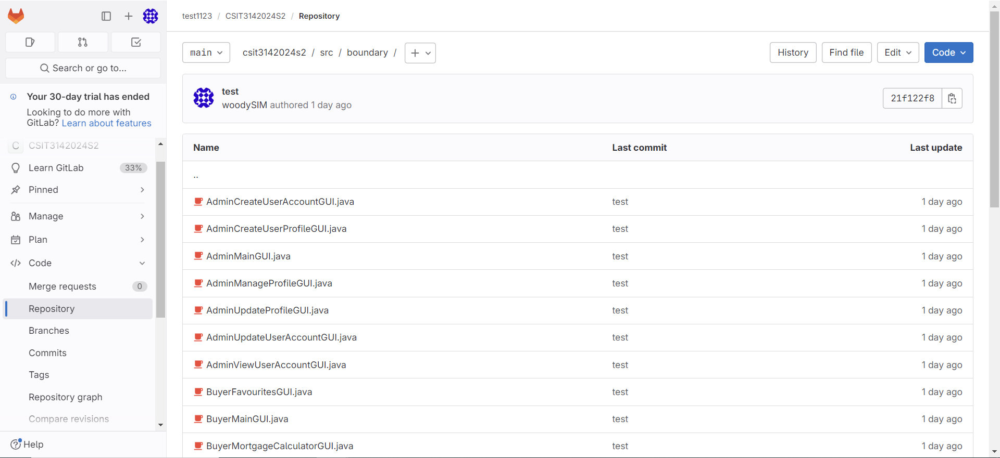 test1123 / CSIT3142024S2 / Repository
Search or go to...
Your 30-day trial has ended
Looking to do more with
GitLab? Learn about features
C CSIT3142024S2
Learn GitLab 33%
Pinned
Manage
Plan
Code
Merge requests 0
Repository
Branches
Commits
Tags
Repository graph
Compare revisions
Help
main csit3142024s2 / src / boundary / +
History Find file Edit Code
test
woodySIM authored 1 day ago
21f122f8
Name Last commit Last update
..
AdminCreateUserAccountGUI.java test 1 day ago
AdminCreateUserProfileGUI.java test 1 day ago
AdminMainGUI.java test 1 day ago
AdminManageProfileGUI.java test 1 day ago
AdminUpdateProfileGUI.java test 1 day ago
AdminUpdateUserAccountGUI.java test 1 day ago
AdminViewUserAccountGUI.java test 1 day ago
BuyerFavouritesGUI.java test 1 day ago
BuyerMainGUI.java test 1 day ago
BuyerMortgageCalculatorGUI.java test 1 day ago